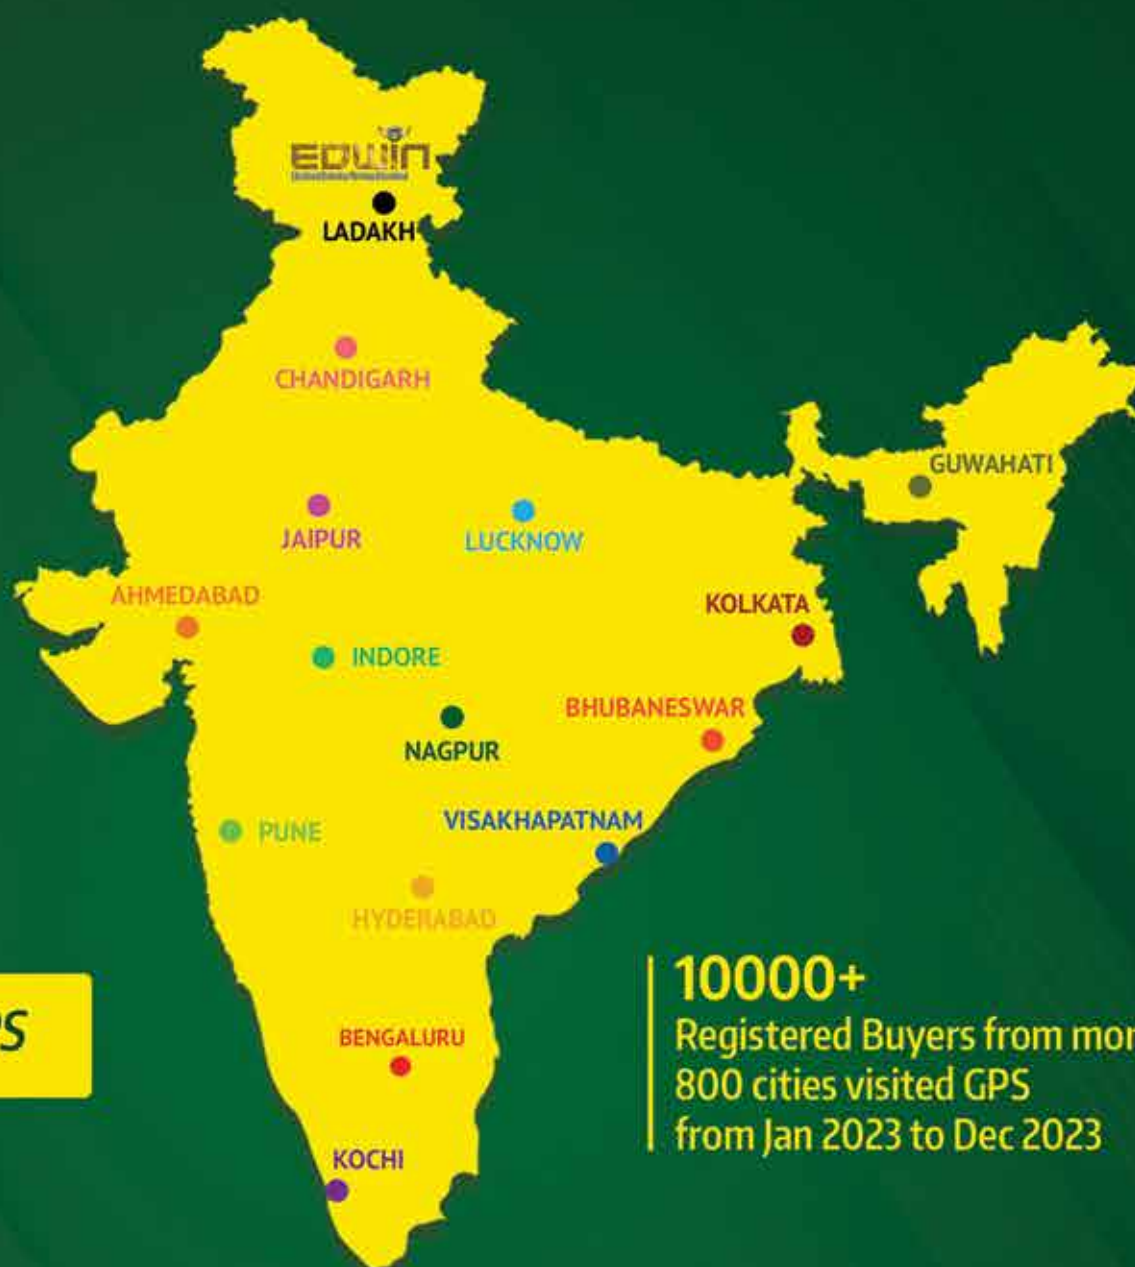 EDWIN
LADAKH
CHANDIGARH
GUWAHATI
JAIPUR
LUCKNOW
AHMEDABAD
KOLKATA
INDORE
BHUBANESWAR
NAGPUR
VISAKHAPATNAM
PUNE
HYDERABAD
10000+
Registered Buyers from mor
800 cities visited GPS
from Jan 2023 to Dec 2023
BENGALURU
KOCHI